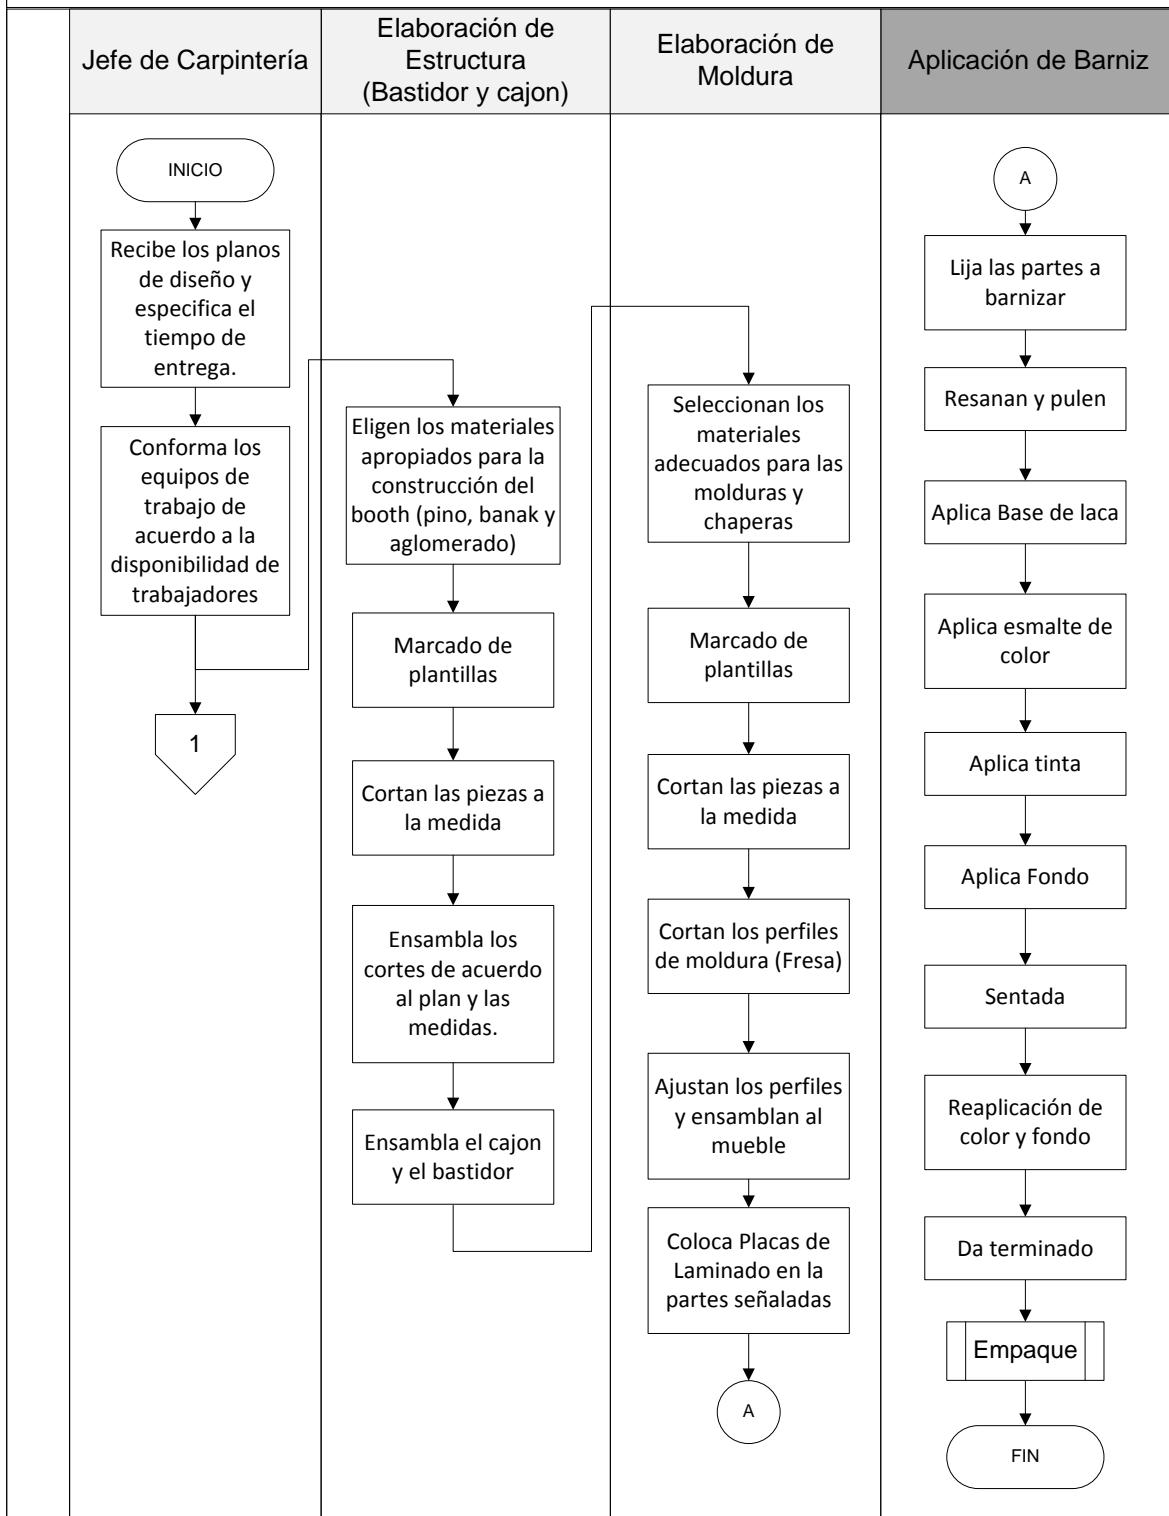 Jefe de Carpintería
Elaboración de
Estructura
(Bastidor y cajon)
Elaboración de
Moldura
Aplicación de Barniz
INICIO
Recibe los planos
de diseño y
especifica el
tiempo de
entrega.
Conforma los
equipos de
trabajo de
acuerdo a la
disponibilidad de
trabajadores
1
Eligen los materiales
apropiados para la
construcción del
booth (pino, banak y
aglomerado)
Marcado de
plantillas
Cortan las piezas a
la medida
Ensambla los
cortes de acuerdo
al plan y las
medidas.
Ensambla el cajon
y el bastidor
Seleccionan los
materiales
adecuados para las
molduras y
chaperas
Marcado de
plantillas
Cortan las piezas a
la medida
Cortan los perfiles
de moldura (Fresa)
Ajustan los perfiles
y ensamblan al
mueble
Coloca Placas de
Laminado en la
partes señaladas
A
A
Lija las partes a
barnizar
Resanan y pulen
Aplica Base de laca
Aplica esmalte de
color
Aplica tinta
Aplica Fondo
Sentada
Reaplicación de
color y fondo
Da terminado
Empaque
FIN